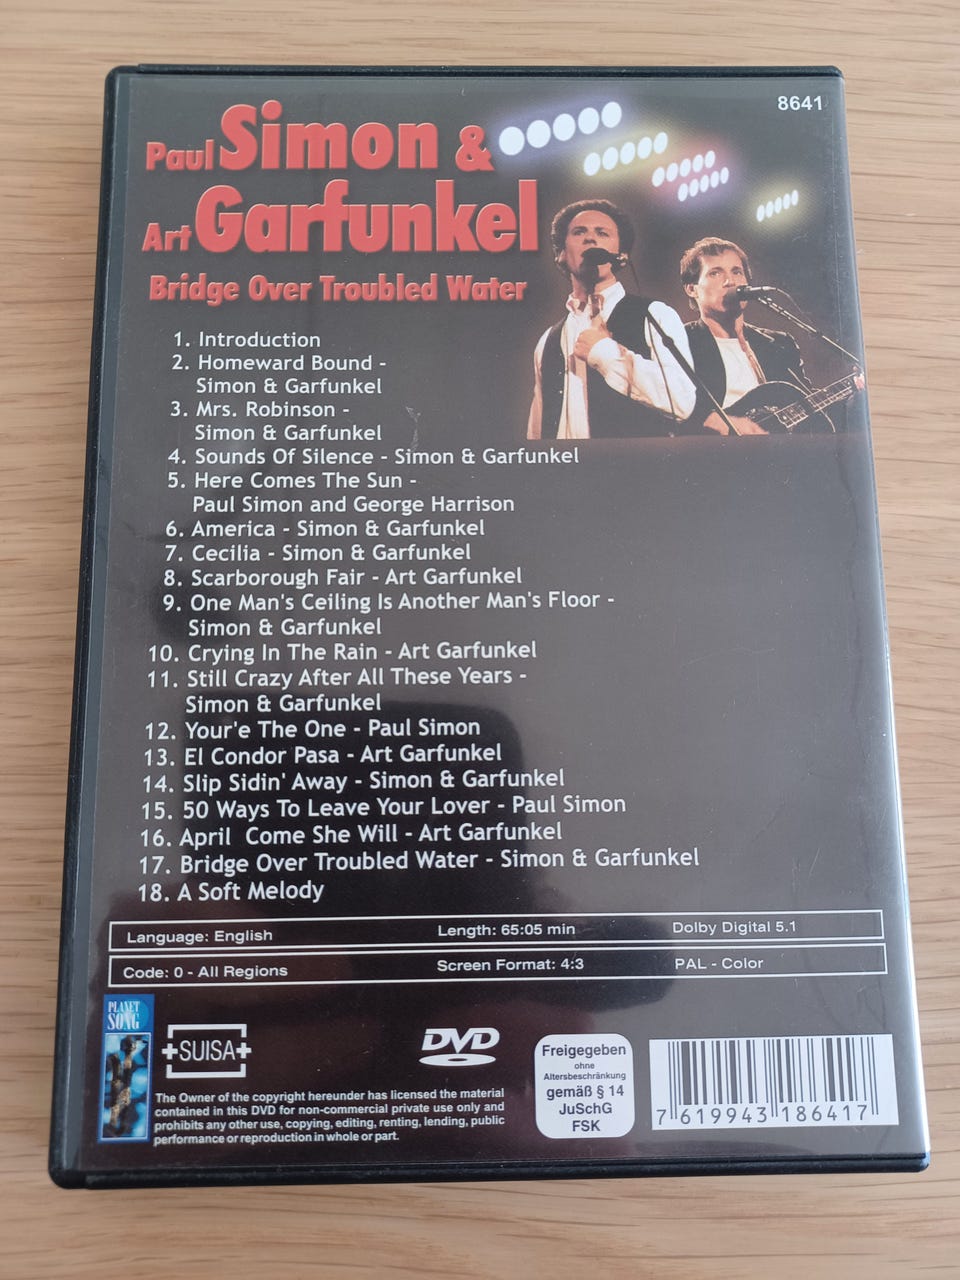 8641
Paul Simon &
Art Garfunkel
Bridge Over Troubled Water
1. Introduction
2. Homeward Bound -
Simon & Garfunkel
3. Mrs. Robinson -
Simon & Garfunkel
4. Sounds Of Silence - Simon & Garfunkel
5. Here Comes The Sun -
Paul Simon and George Harrison
6. America - Simon & Garfunkel
7. Cecilia - Simon & Garfunkel
8. Scarborough Fair - Art Garfunkel
9. One Man's Ceiling Is Another Man's Floor -
Simon & Garfunkel
10. Crying In The Rain - Art Garfunkel
11. Still Crazy After All These Years -
Simon & Garfunkel
12. Your'e The One - Paul Simon
13. El Condor Pasa - Art Garfunkel
14. Slip Sidin' Away - Simon & Garfunkel
15. 50 Ways To Leave Your Lover - Paul Simon
16. April Come She Will - Art Garfunkel
17. Bridge Over Troubled Water - Simon & Garfunkel
18. A Soft Melody
Language: English Length: 65:05 min Dolby Digital 5.1
Code: 0 - All Regions Screen Format: 4:3 PAL - Color
PLANET
SONG
SUISA
DVD
The Owner of the copyright hereunder has licensed the material
contained in this DVD for non-commercial private use only and
prohibits any other use, copying, editing, renting, lending, public
performance or reproduction in whole or part.
Freigegeben
ohne
Altersbeschränkung
gemäß § 14
JuSchG
FSK
7 619943 186417